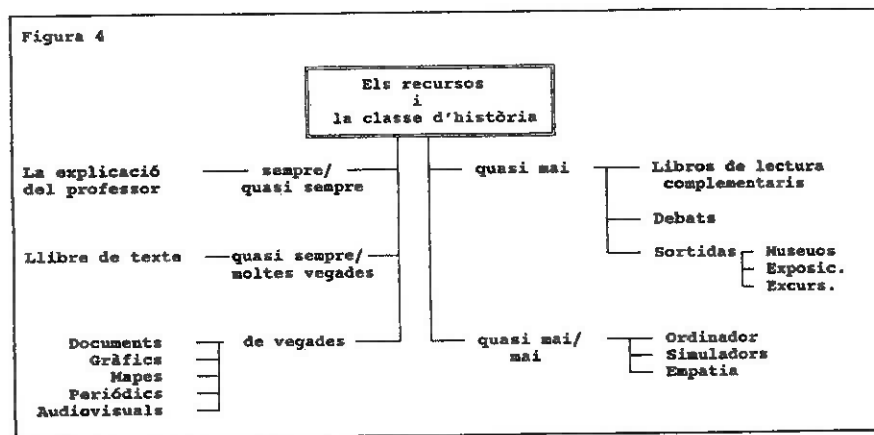 Figura 4
Els recursos
i
la classe d'història
La explicació
del professor
sempre/
quasi sempre
Llibre de texte
quasi sempre/
moltes vegades
Documents
Gràfics
Mapes
Periódics
Audiovisuals
de vegades
quasi mai
Libros de lectura
complementaris
Debats
Sortidas
Museuos
Exposic.
Excurs.
quasi mai/
mai
Ordinador
Simuladors
Empatia